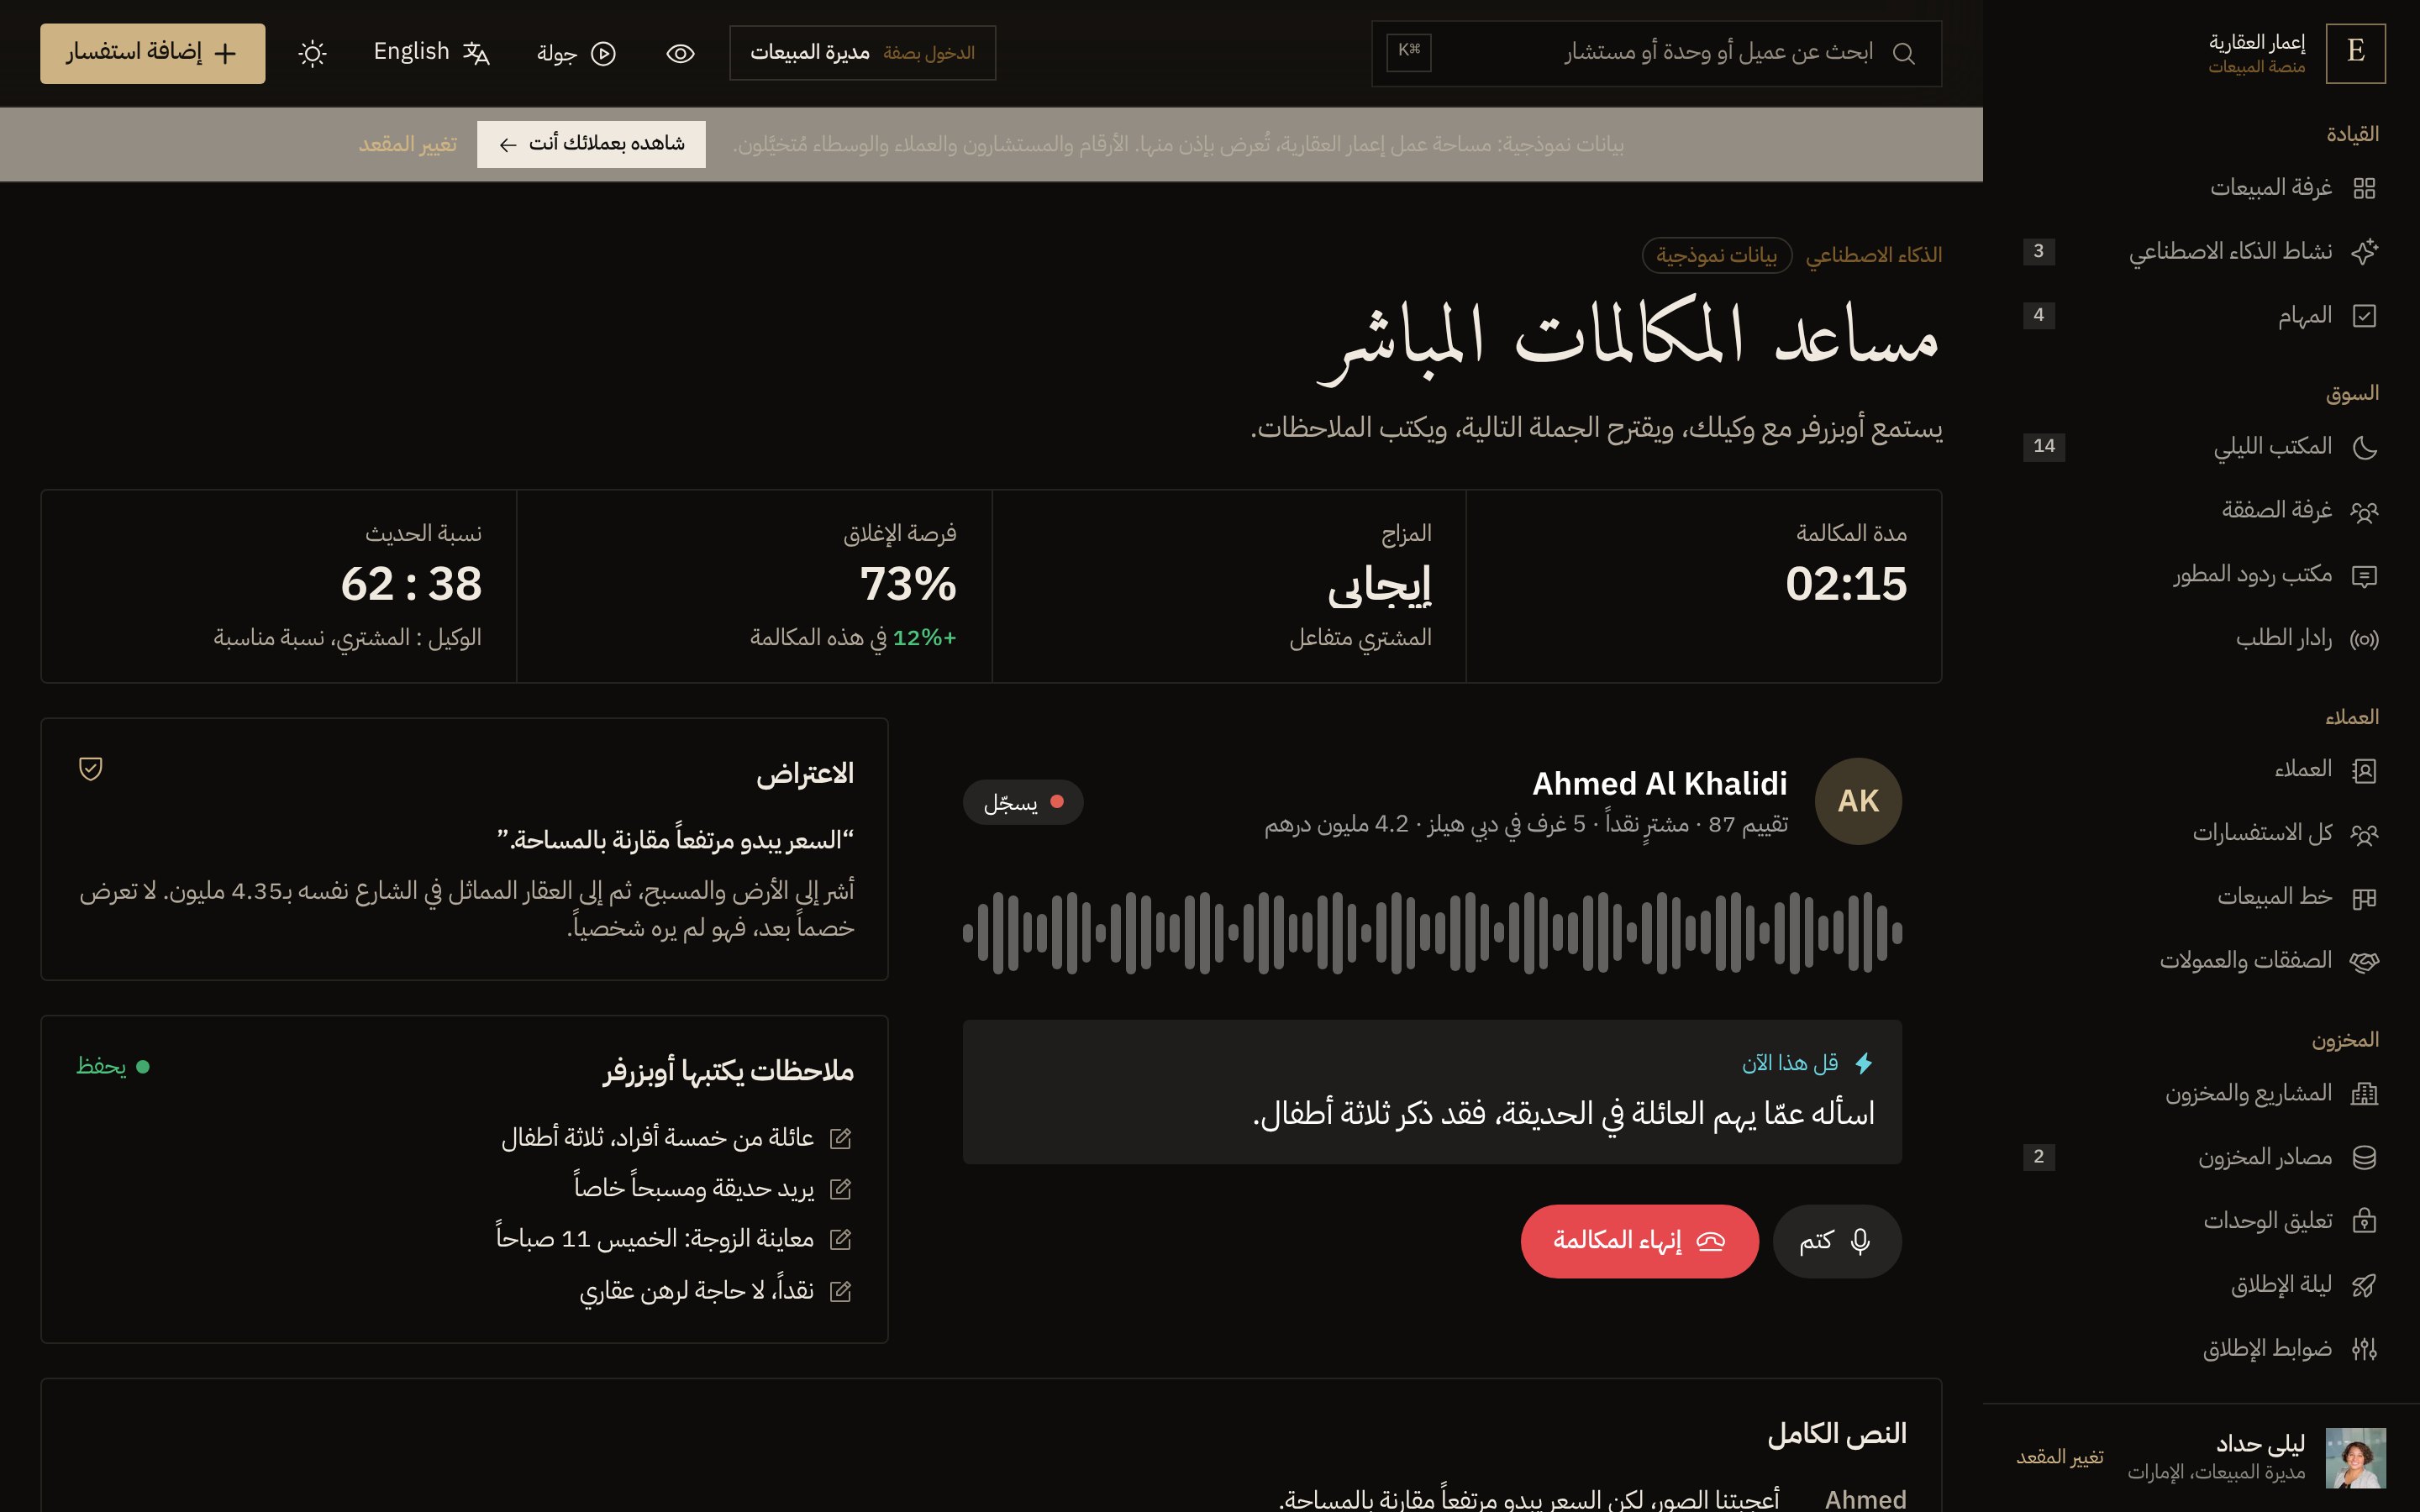 E
إعمار العقارية
منصة المبيعات
ابحث عن عميل أو وحدة أو مستشار
⌘K
الدخول بصفة مديرة المبيعات
جولة
English
إضافة استفسار
بيانات نموذجية: مساحة عمل إعمار العقارية، تُعرض بإذن منها. الأرقام والمستشارون والعملاء والوسطاء مُتخيَّلون.
شاهده بعملائك أنت ←
تغيير المقعد
القيادة
غرفة المبيعات
نشاط الذكاء الاصطناعي 3
المهام 4
السوق
المكتب الليلي 14
غرفة الصفقة
مكتب ردود المطور
رادار الطلب
العملاء
العملاء
كل الاستفسارات
خط المبيعات
الصفقات والعمولات
المخزون
المشاريع والمخزون
مصادر المخزون 2
تعليق الوحدات
ليلة الإطلاق
ضوابط الإطلاق
ليلى حداد
مديرة المبيعات، الإمارات
تغيير المقعد
الذكاء الاصطناعي
بيانات نموذجية
مساعد المكالمات المباشر
يستمع أوبزرفر مع وكيلك، ويقترح الجملة التالية، ويكتب الملاحظات.
مدة المكالمة
02:15
المزاج
إيجابي
المشتري متفاعل
فرصة الإغلاق
73%
+12% في هذه المكالمة
نسبة الحديث
62 : 38
الوكيل : المشتري، نسبة مناسبة
AK
Ahmed Al Khalidi
تقييم 87 · مشترٍ نقداً · 5 غرف في دبي هيلز · 4.2 مليون درهم
يسجّل
قل هذا الآن
اسأله عمّا يهم العائلة في الحديقة، فقد ذكر ثلاثة أطفال.
كتم
إنهاء المكالمة
الاعتراض
“السعر يبدو مرتفعاً مقارنة بالمساحة.”
أشر إلى الأرض والمسبح، ثم إلى العقار المماثل في الشارع نفسه بـ4.35 مليون. لا تعرض
خصماً بعد، فهو لم يره شخصياً.
ملاحظات يكتبها أوبزرفر
يحفظ
عائلة من خمسة أفراد، ثلاثة أطفال
يريد حديقة ومسبحاً خاصاً
معاينة الزوجة: الخميس 11 صباحاً
نقداً، لا حاجة لرهن عقاري
النص الكامل
Ahmed
أعجبتنا الصور، لكن السعر يبدو مرتفعاً مقارنة بالمساحة.